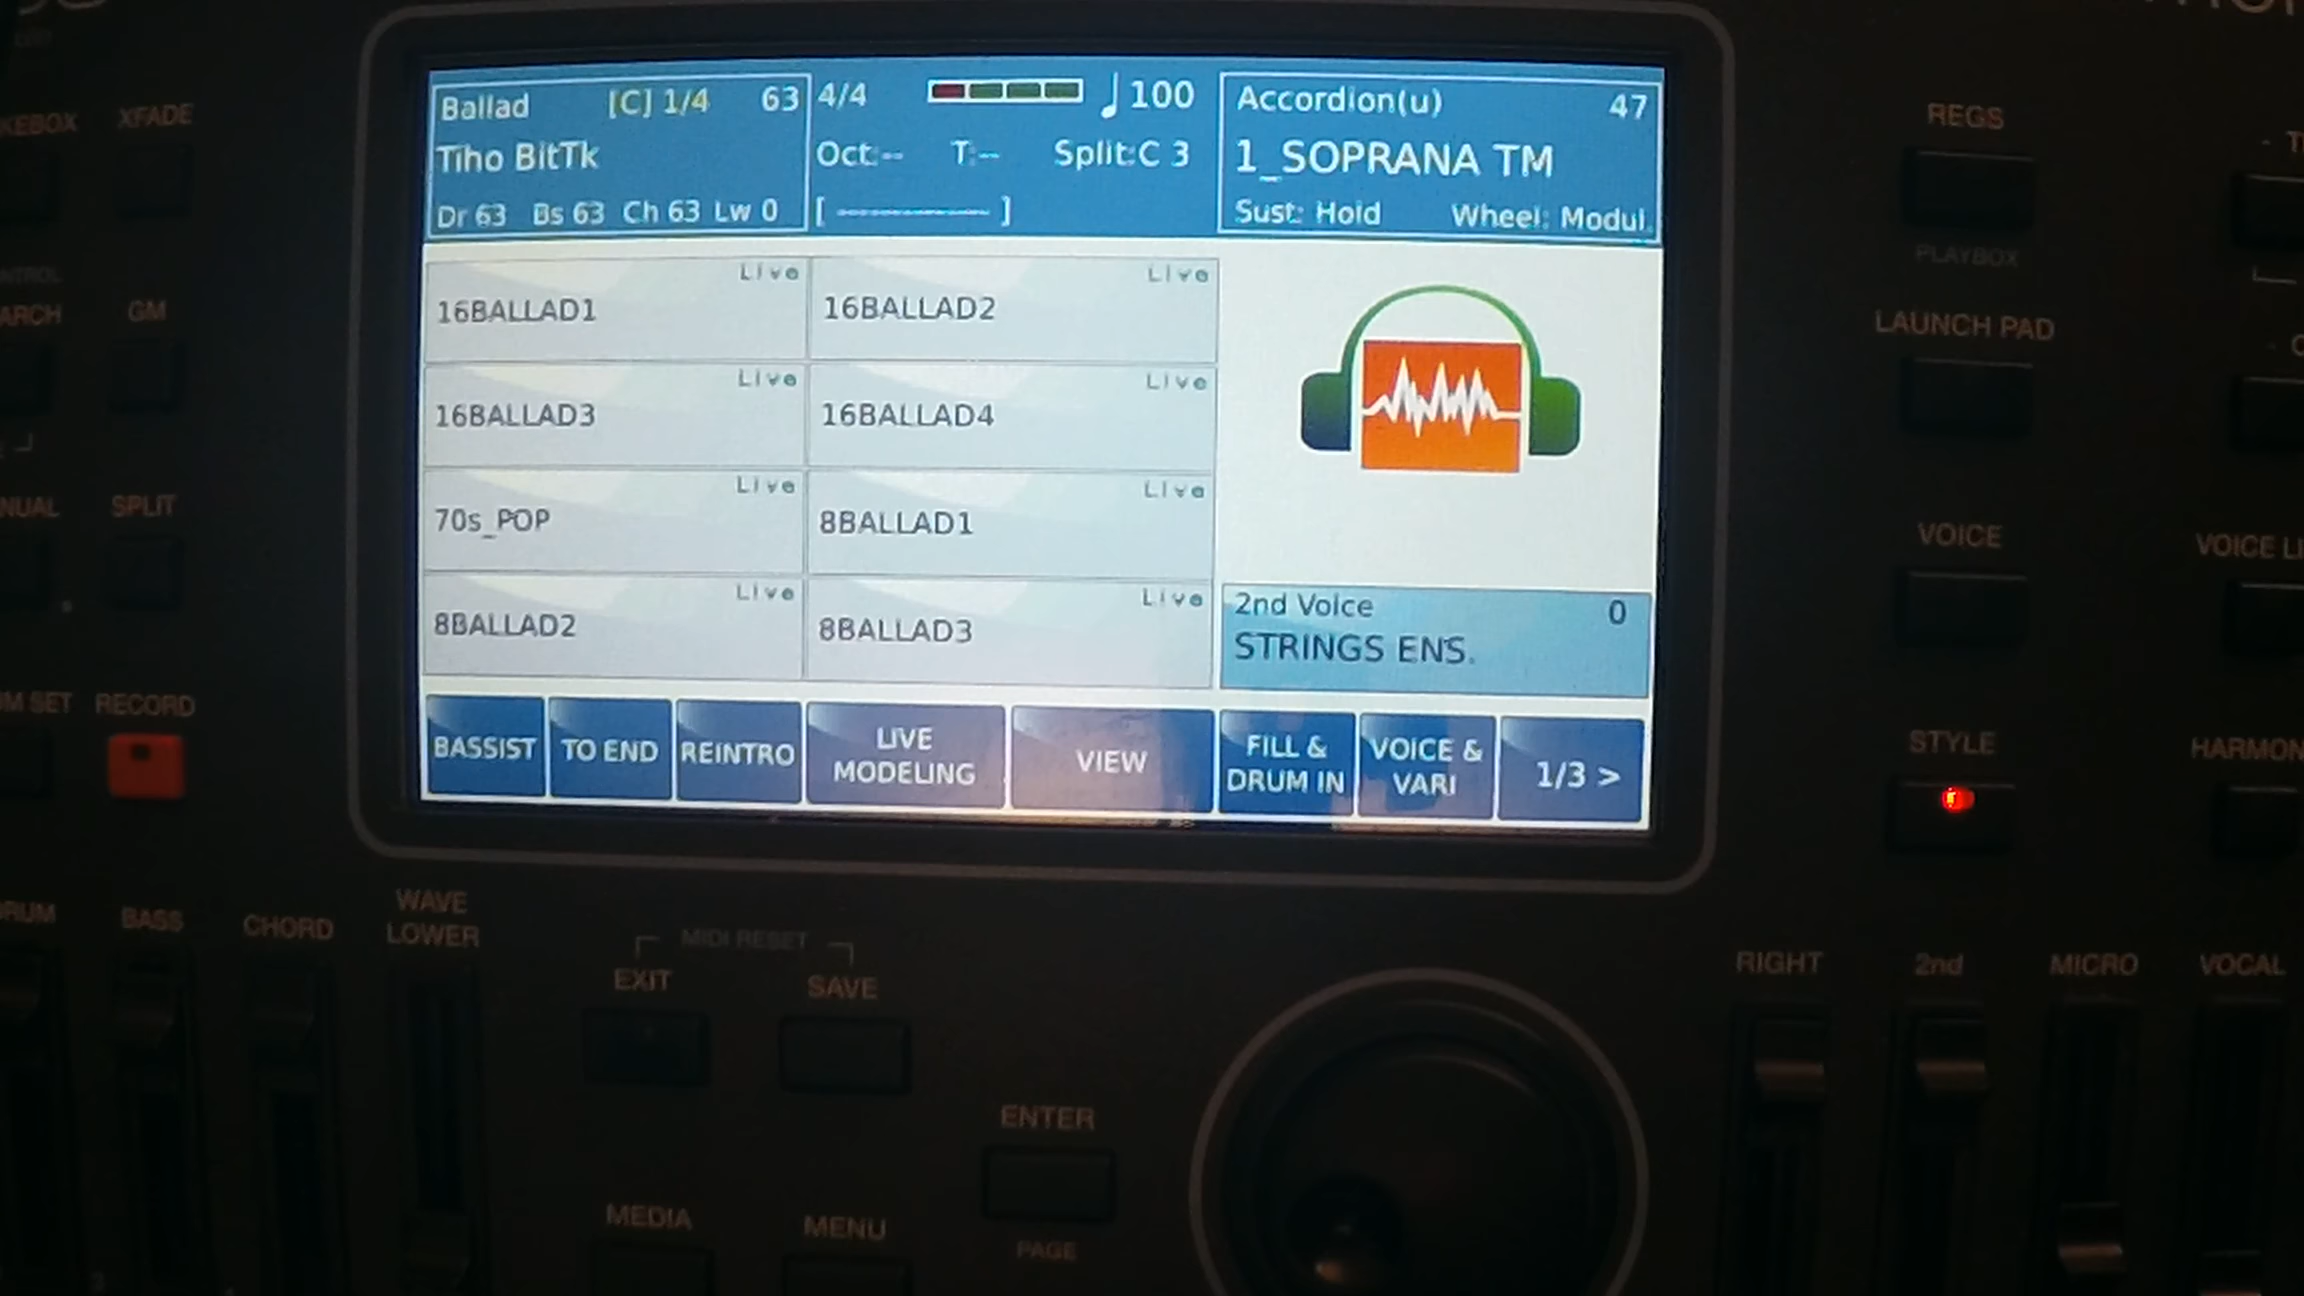 Ballad [C] 1/4 63
Tiho BitTk
Dr 63 Bs 63 Ch 63 Lw 0
4/4 100
Oct:-- T:-- Split:C 3
[ ---------- ]
Accordion(u) 47
1_SOPRANA TM
Sust: Hold Wheel: Modul
Live
16BALLAD1
Live
16BALLAD2
Live
16BALLAD3
Live
16BALLAD4
Live
70s_POP
Live
8BALLAD1
Live
8BALLAD2
Live
8BALLAD3
2nd Voice 0
STRINGS ENS.
BASSIST
TO END
REINTRO
LIVE
MODELING
VIEW
FILL &
DRUM IN
VOICE &
VARI
1/3 >
XFADE
GM
SPLIT
RECORD
REGS
PLAYBOX
LAUNCH PAD
VOICE
STYLE
BASS
CHORD
WAVE
LOWER
MIDI RESET
EXIT
SAVE
ENTER
PAGE
MEDIA
MENU
RIGHT
2nd
MICRO
VOCAL